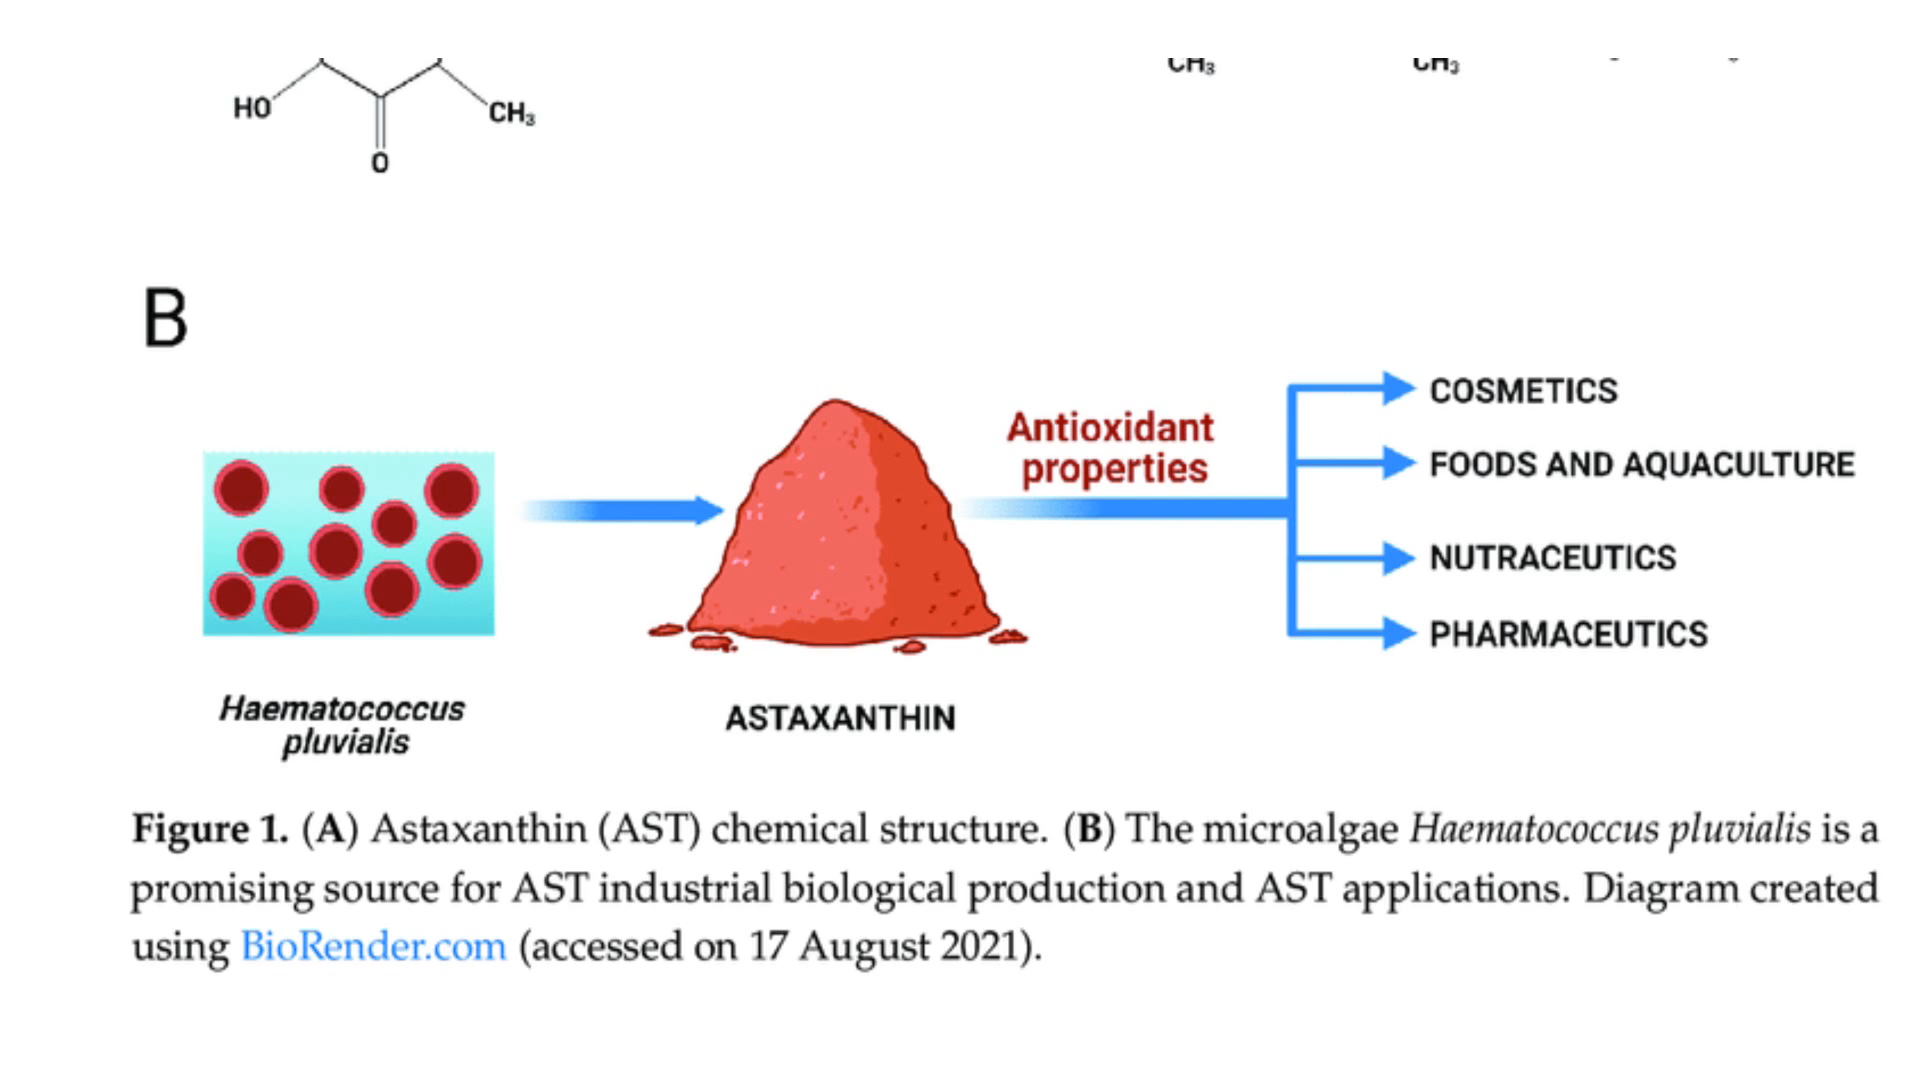 CH₃ CH₃
HO CH₃
O
B
COSMETICS
Antioxidant
properties
FOODS AND AQUACULTURE
NUTRACEUTICS
PHARMACEUTICS
Haematococcus
pluvialis
ASTAXANTHIN
Figure 1. (A) Astaxanthin (AST) chemical structure. (B) The microalgae Haematococcus pluvialis is a
promising source for AST industrial biological production and AST applications. Diagram created
using BioRender.com (accessed on 17 August 2021).